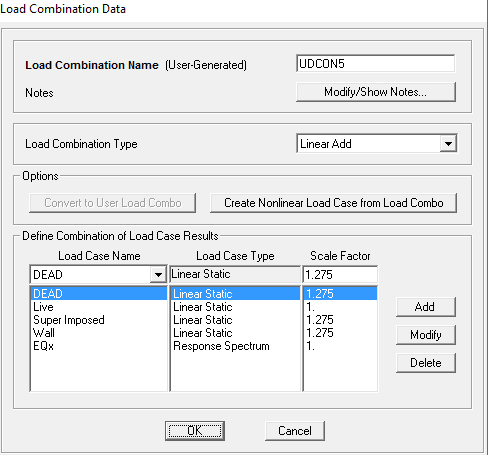 Load Combination Data
Load Combination Name (User-Generated) UDCON5
Notes Modify/Show Notes...
Load Combination Type Linear Add
Options
Convert to User Load Combo Create Nonlinear Load Case from Load Combo
Define Combination of Load Case Results
Load Case Name Load Case Type Scale Factor
DEAD Linear Static 1.275
DEAD Linear Static 1.275
Live Linear Static 1.
Super Imposed Linear Static 1.275
Wall Linear Static 1.275
EQx Response Spectrum 1.
Add
Modify
Delete
OK Cancel